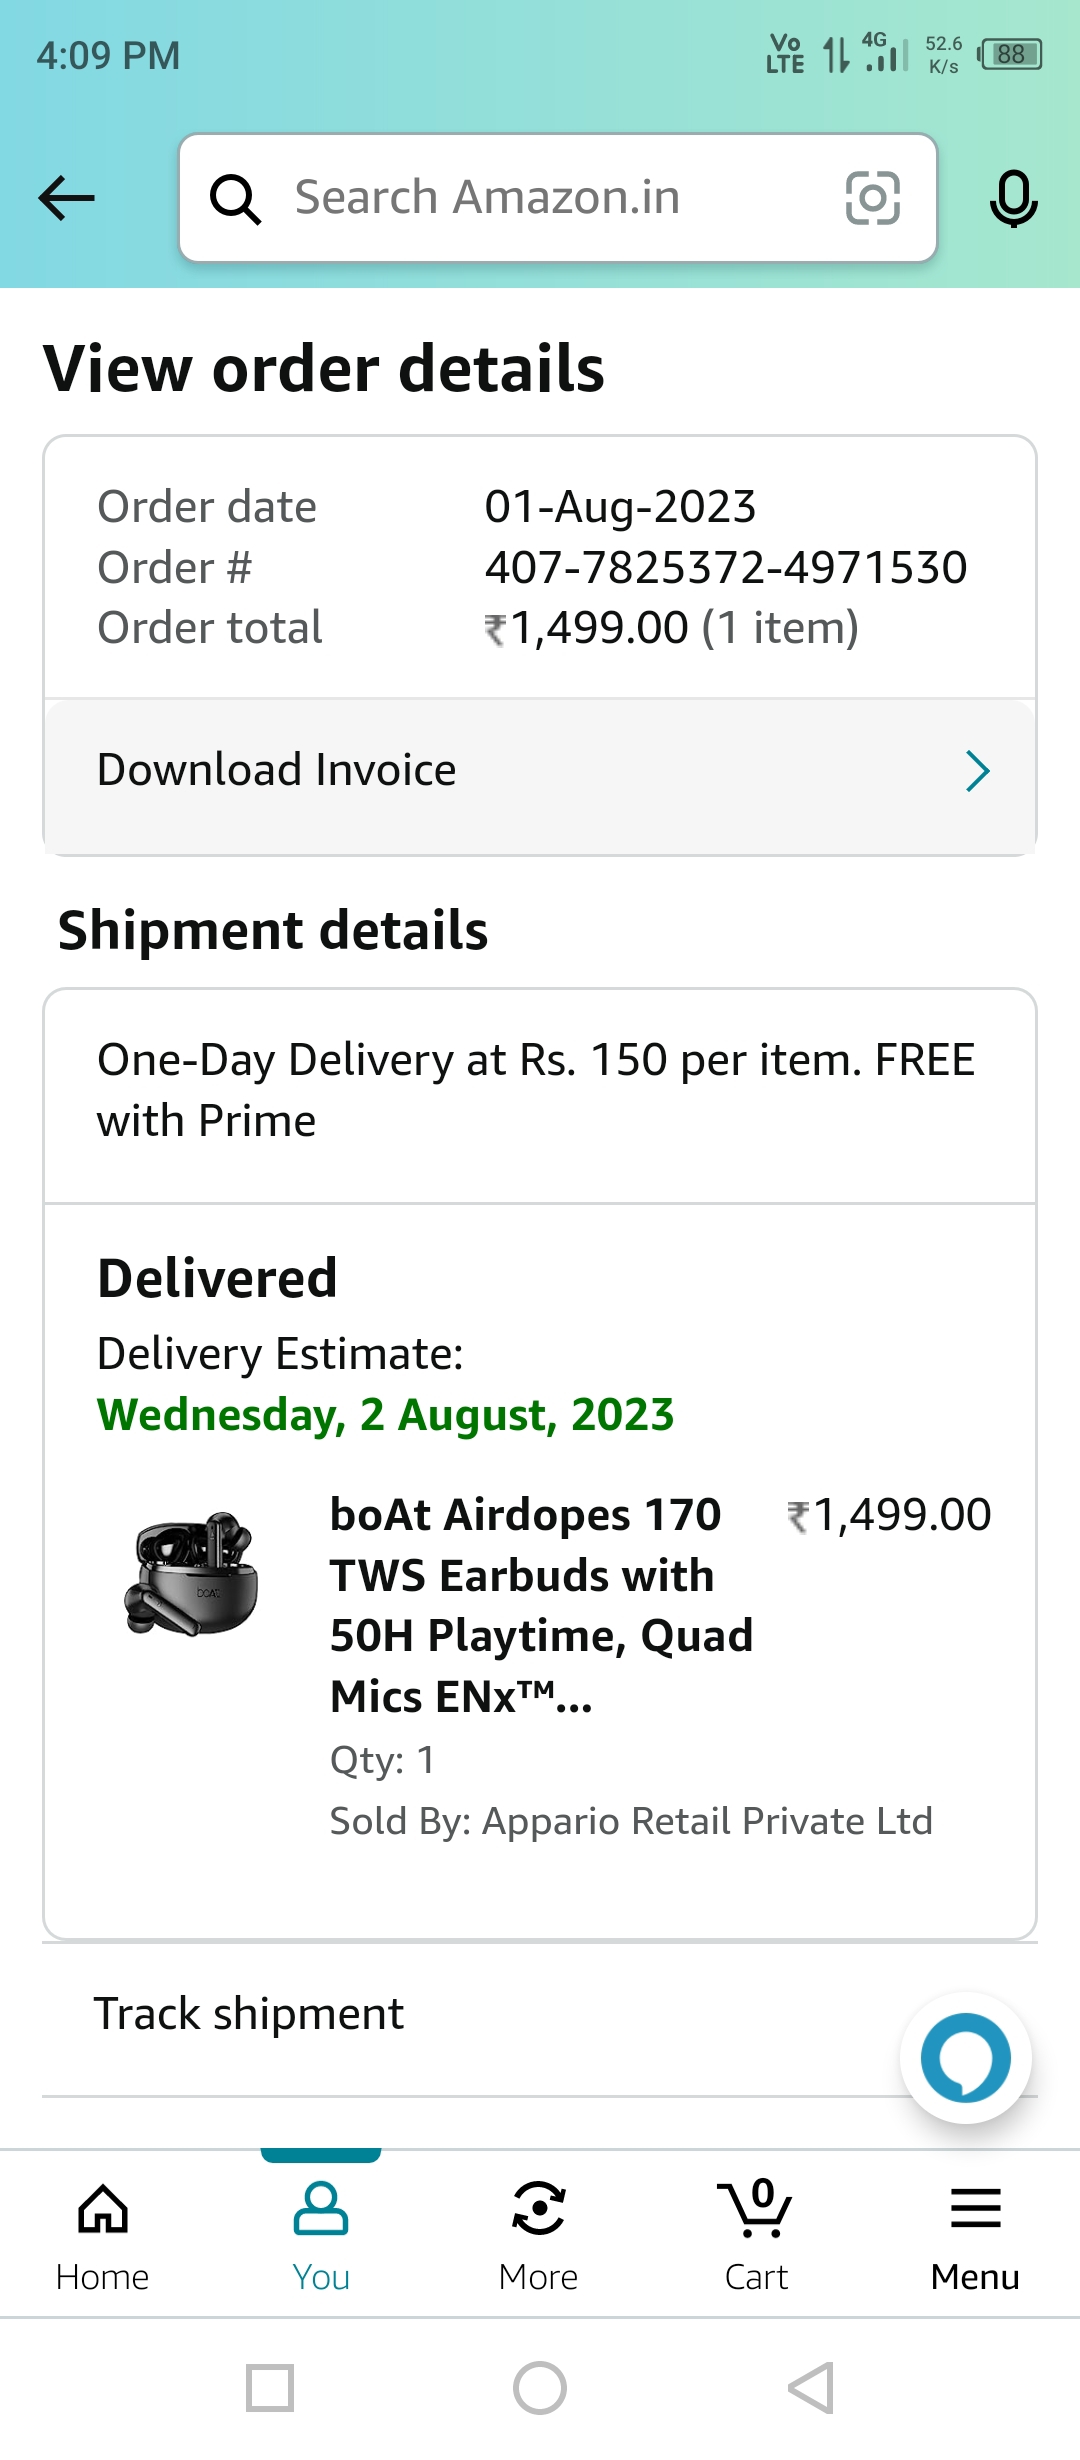 4:09 PM
Vo LTE 4G 52.6 K/s 88
Search Amazon.in
View order details
Order date 01-Aug-2023
Order # 407-7825372-4971530
Order total ₹1,499.00 (1 item)
Download Invoice
Shipment details
One-Day Delivery at Rs. 150 per item. FREE
with Prime
Delivered
Delivery Estimate:
Wednesday, 2 August, 2023
boAt Airdopes 170 ₹1,499.00
TWS Earbuds with
50H Playtime, Quad
Mics ENx™...
Qty: 1
Sold By: Appario Retail Private Ltd
Track shipment
0
Home You More Cart Menu